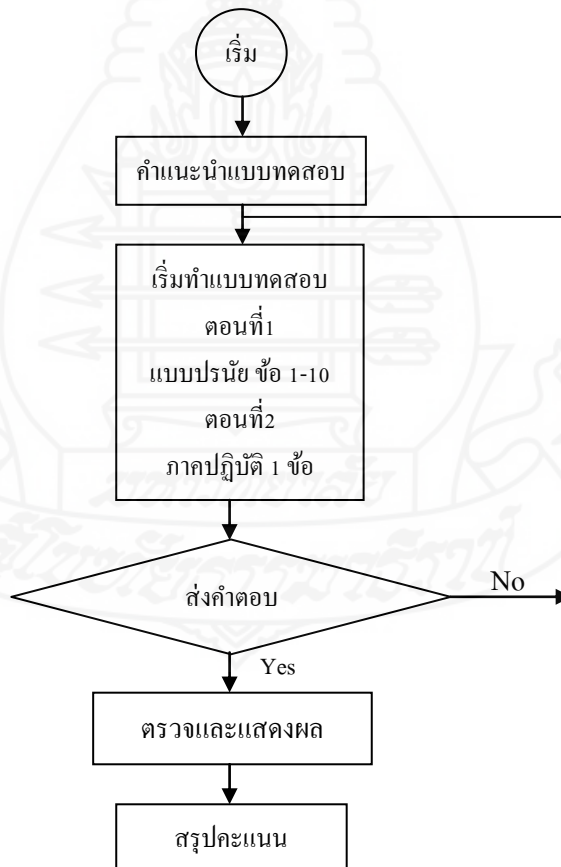 เริ่ม
คำแนะนำแบบทดสอบ
เริ่มทำแบบทดสอบ
ตอนที่1
แบบปรนัย ข้อ 1-10
ตอนที่2
ภาคปฏิบัติ 1 ข้อ
ส่งคำตอบ
No
Yes
ตรวจและแสดงผล
สรุปคะแนน